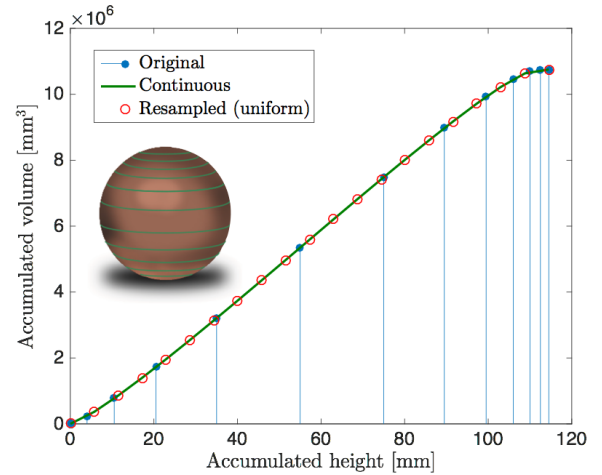 ×10⁶
12
10
8
6
4
2
0
Accumulated volume [mm³]
Original
Continuous
Resampled (uniform)
0 20 40 60 80 100 120
Accumulated height [mm]